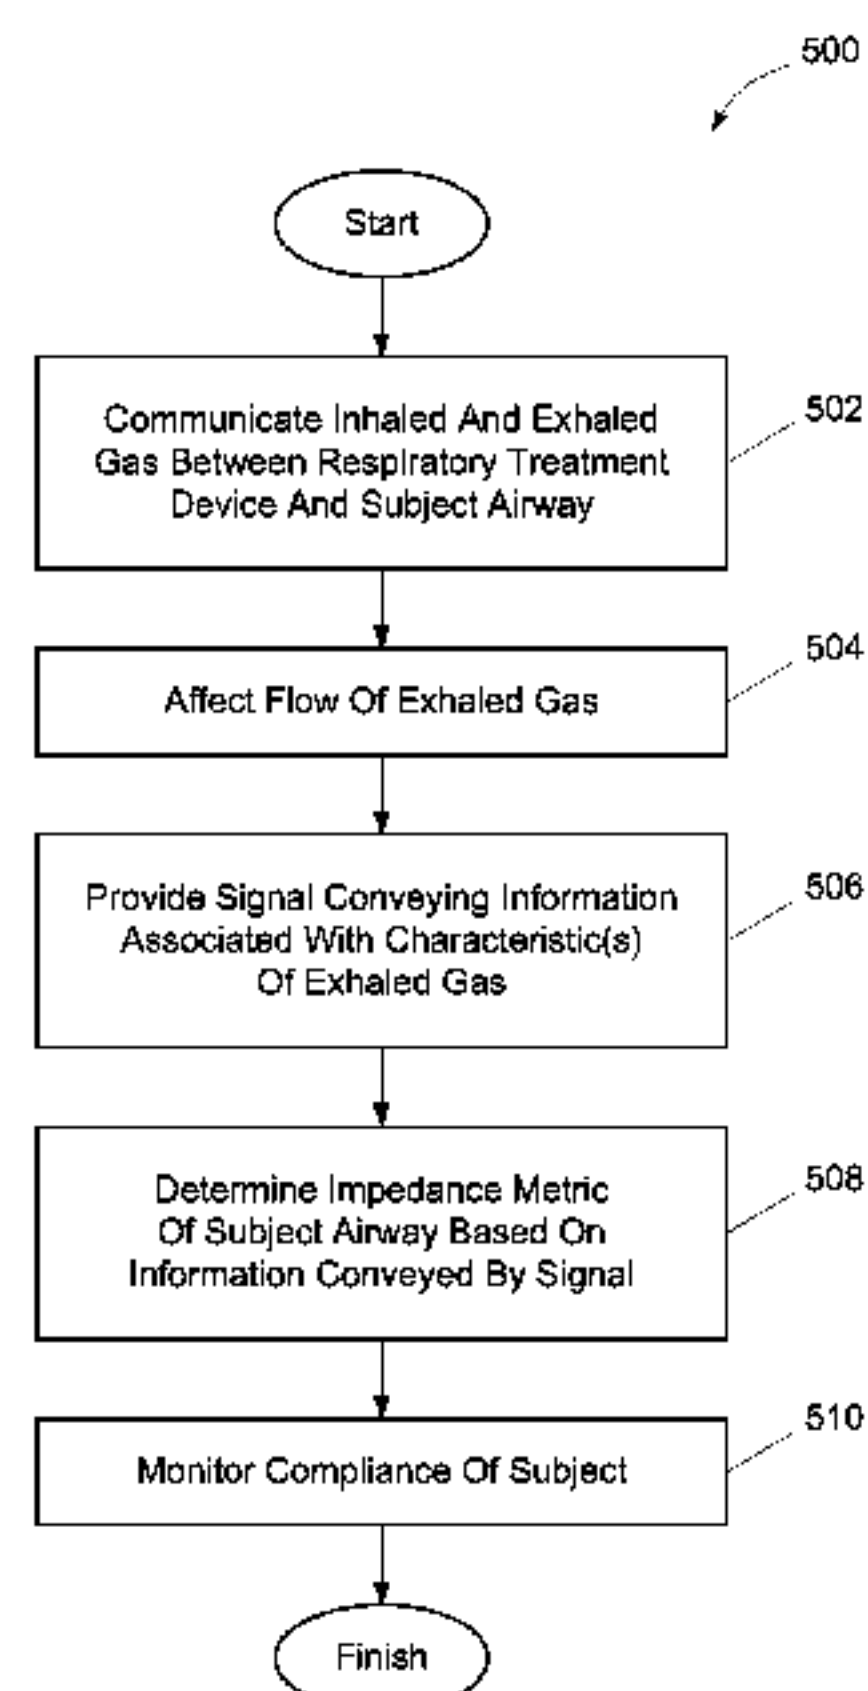 500
Start
Communicate Inhaled And Exhaled
Gas Between Respiratory Treatment
Device And Subject Airway
502
Affect Flow Of Exhaled Gas
504
Provide Signal Conveying Information
Associated With Characteristic(s)
Of Exhaled Gas
506
Determine Impedance Metric
Of Subject Airway Based On
Information Conveyed By Signal
508
Monitor Compliance Of Subject
510
Finish